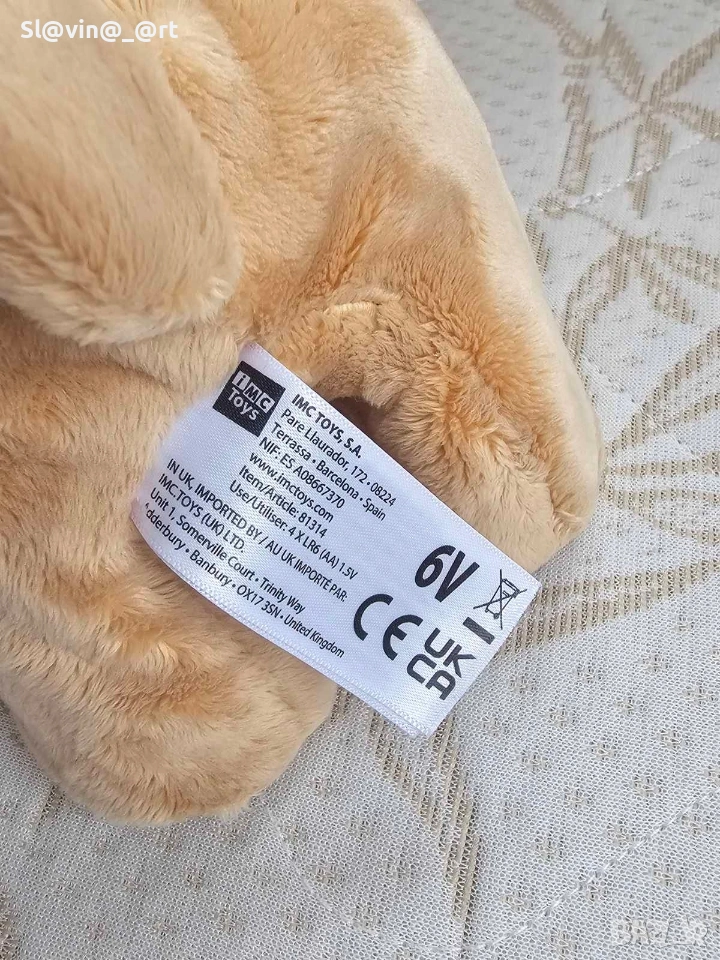 Sl@vin@_@rt
iMC
Toys
IMC TOYS, S.A.
Pare Llaurador, 172 · 08224
Terrassa · Barcelona · Spain
NIF: ES A08667370
www.imctoys.com
Item/Article: 81314
Use/Utiliser: 4 X LR6 (AA) 1.5V
IN UK, IMPORTED BY / AU UK IMPORTÉ PAR:
IMC TOYS (UK) LTD.
Unit 1, Somerville Court · Trinity Way
Adderbury · Banbury · OX17 3SN · United Kingdom
6V
CE
UK
CA